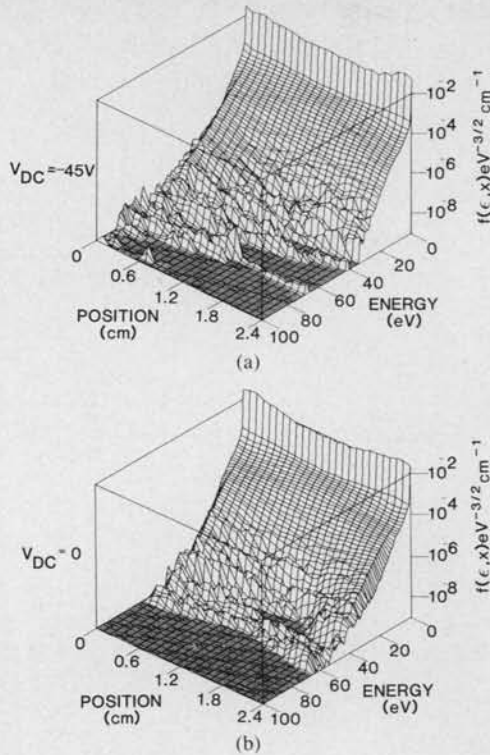 10⁻²
10⁻⁴
10⁻⁶
10⁻⁸
f(ϵ,x)eV⁻³/² cm⁻¹
V_DC = −45V
0
0.6
1.2
1.8
2.4
POSITION
(cm)
0
20
40
60
80
100
ENERGY
(eV)
(a)
10⁻²
10⁻⁴
10⁻⁶
10⁻⁸
f(ϵ,x)eV⁻³/² cm⁻¹
V_DC = 0
0
0.6
1.2
1.8
2.4
POSITION
(cm)
0
20
40
60
80
100
ENERGY
(eV)
(b)